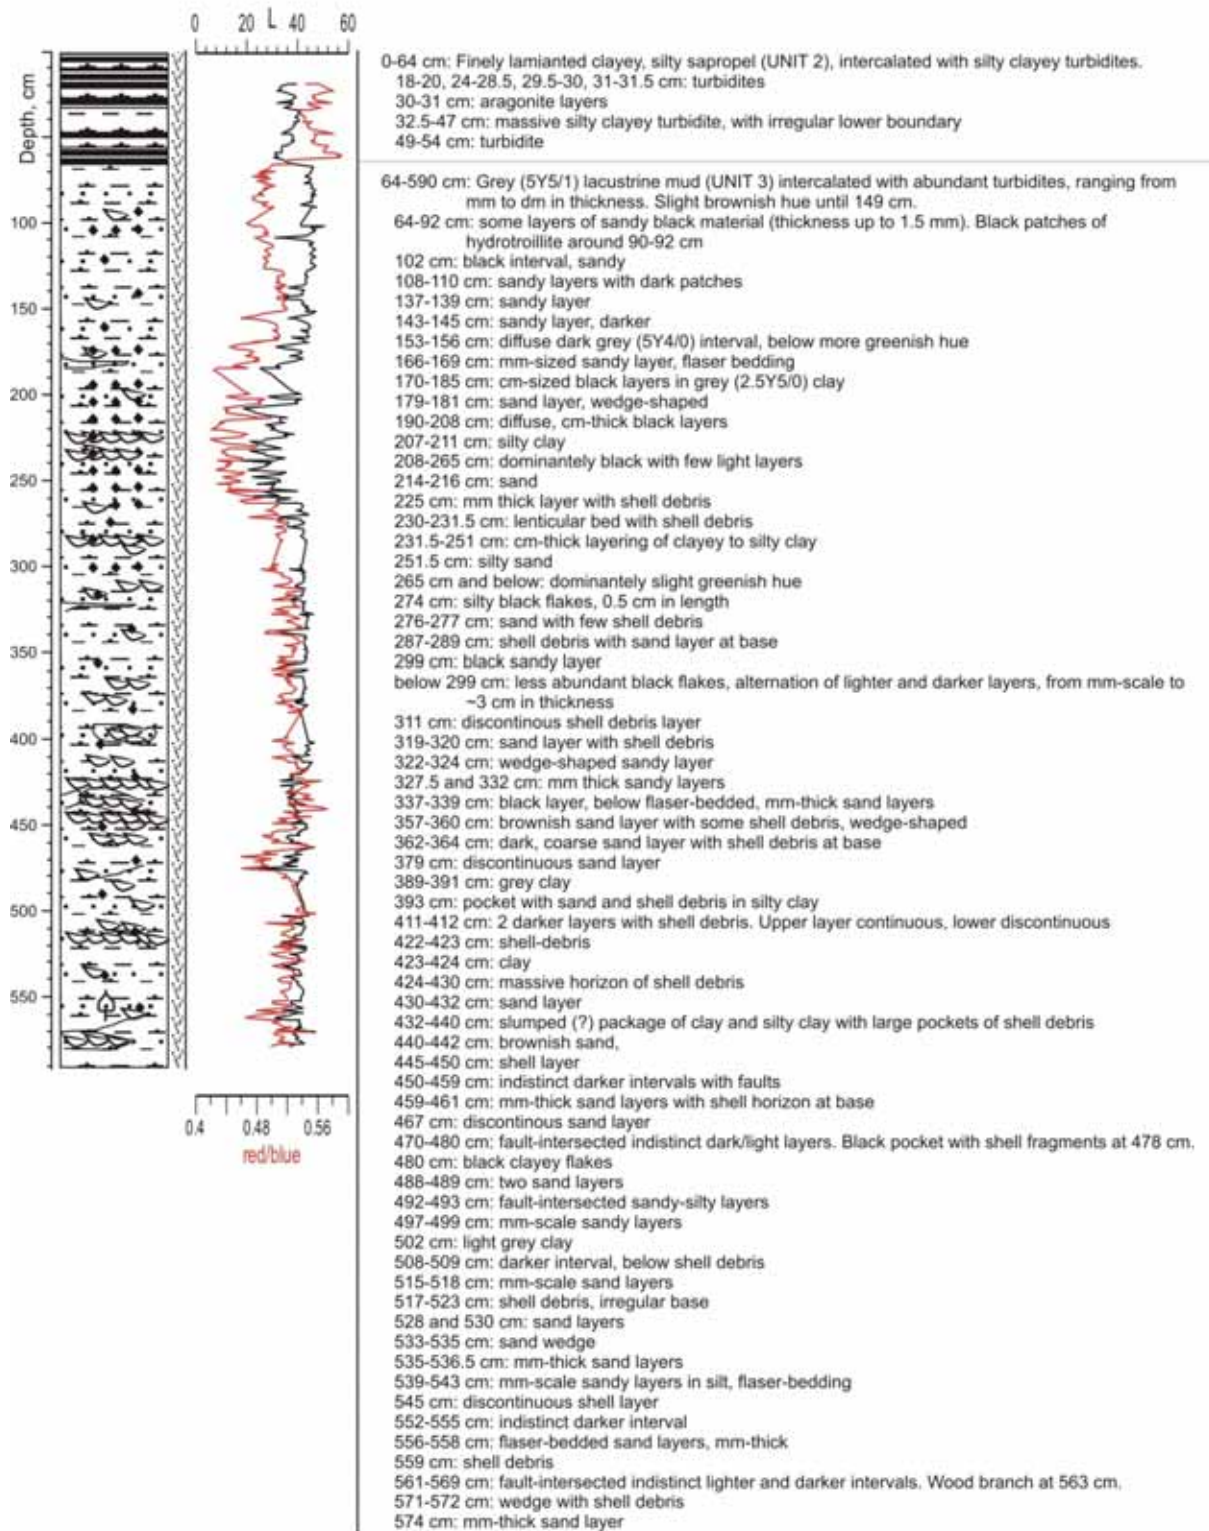 0 20 L 40 60
Depth, cm
100
150
200
250
300
350
400
450
500
550
0.4 0.48 0.56
red/blue
0-64 cm: Finely lamianted clayey, silty sapropel (UNIT 2), intercalated with silty clayey turbidites.
18-20, 24-28.5, 29.5-30, 31-31.5 cm: turbidites
30-31 cm: aragonite layers
32.5-47 cm: massive silty clayey turbidite, with irregular lower boundary
49-54 cm: turbidite
64-590 cm: Grey (5Y5/1) lacustrine mud (UNIT 3) intercalated with abundant turbidites, ranging from
mm to dm in thickness. Slight brownish hue until 149 cm.
64-92 cm: some layers of sandy black material (thickness up to 1.5 mm). Black patches of
hydrotroillite around 90-92 cm
102 cm: black interval, sandy
108-110 cm: sandy layers with dark patches
137-139 cm: sandy layer
143-145 cm: sandy layer, darker
153-156 cm: diffuse dark grey (5Y4/0) interval, below more greenish hue
166-169 cm: mm-sized sandy layer, flaser bedding
170-185 cm: cm-sized black layers in grey (2.5Y5/0) clay
179-181 cm: sand layer, wedge-shaped
190-208 cm: diffuse, cm-thick black layers
207-211 cm: silty clay
208-265 cm: dominantely black with few light layers
214-216 cm: sand
225 cm: mm thick layer with shell debris
230-231.5 cm: lenticular bed with shell debris
231.5-251 cm: cm-thick layering of clayey to silty clay
251.5 cm: silty sand
265 cm and below: dominantely slight greenish hue
274 cm: silty black flakes, 0.5 cm in length
276-277 cm: sand with few shell debris
287-289 cm: shell debris with sand layer at base
299 cm: black sandy layer
below 299 cm: less abundant black flakes, alternation of lighter and darker layers, from mm-scale to
~3 cm in thickness
311 cm: discontinous shell debris layer
319-320 cm: sand layer with shell debris
322-324 cm: wedge-shaped sandy layer
327.5 and 332 cm: mm thick sandy layers
337-339 cm: black layer, below flaser-bedded, mm-thick sand layers
357-360 cm: brownish sand layer with some shell debris, wedge-shaped
362-364 cm: dark, coarse sand layer with shell debris at base
379 cm: discontinuous sand layer
389-391 cm: grey clay
393 cm: pocket with sand and shell debris in silty clay
411-412 cm: 2 darker layers with shell debris. Upper layer continuous, lower discontinuous
422-423 cm: shell-debris
423-424 cm: clay
424-430 cm: massive horizon of shell debris
430-432 cm: sand layer
432-440 cm: slumped (?) package of clay and silty clay with large pockets of shell debris
440-442 cm: brownish sand,
445-450 cm: shell layer
450-459 cm: indistinct darker intervals with faults
459-461 cm: mm-thick sand layers with shell horizon at base
467 cm: discontinous sand layer
470-480 cm: fault-intersected indistinct dark/light layers. Black pocket with shell fragments at 478 cm.
480 cm: black clayey flakes
488-489 cm: two sand layers
492-493 cm: fault-intersected sandy-silty layers
497-499 cm: mm-scale sandy layers
502 cm: light grey clay
508-509 cm: darker interval, below shell debris
515-518 cm: mm-scale sand layers
517-523 cm: shell debris, irregular base
528 and 530 cm: sand layers
533-535 cm: sand wedge
535-536.5 cm: mm-thick sand layers
539-543 cm: mm-scale sandy layers in silt, flaser-bedding
545 cm: discontinuous shell layer
552-555 cm: indistinct darker interval
556-558 cm: flaser-bedded sand layers, mm-thick
559 cm: shell debris
561-569 cm: fault-intersected indistinct lighter and darker intervals. Wood branch at 563 cm.
571-572 cm: wedge with shell debris
574 cm: mm-thick sand layer